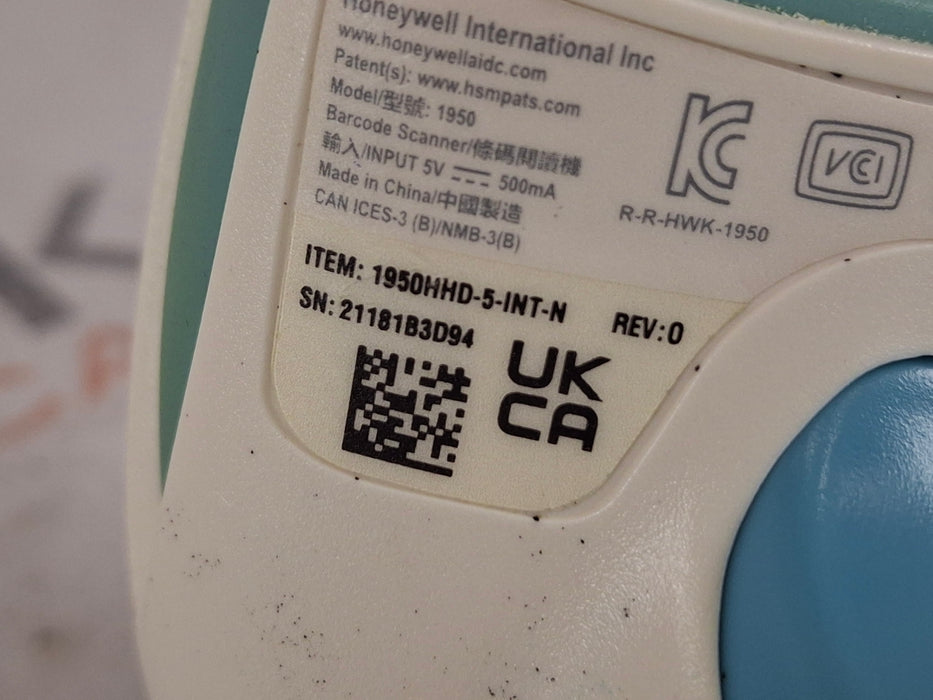 Honeywell International Inc
www.honeywellaidc.com
Patent(s): www.hsmpats.com
Model/型號: 1950
Barcode Scanner/條碼閱讀機
輸入/INPUT 5V ⎓ 500mA
Made in China/中國製造
CAN ICES-3 (B)/NMB-3(B)
R-R-HWK-1950
VCCI
ITEM: 1950HHD-5-INT-N REV:0
SN: 21181B3D94
UK
CA